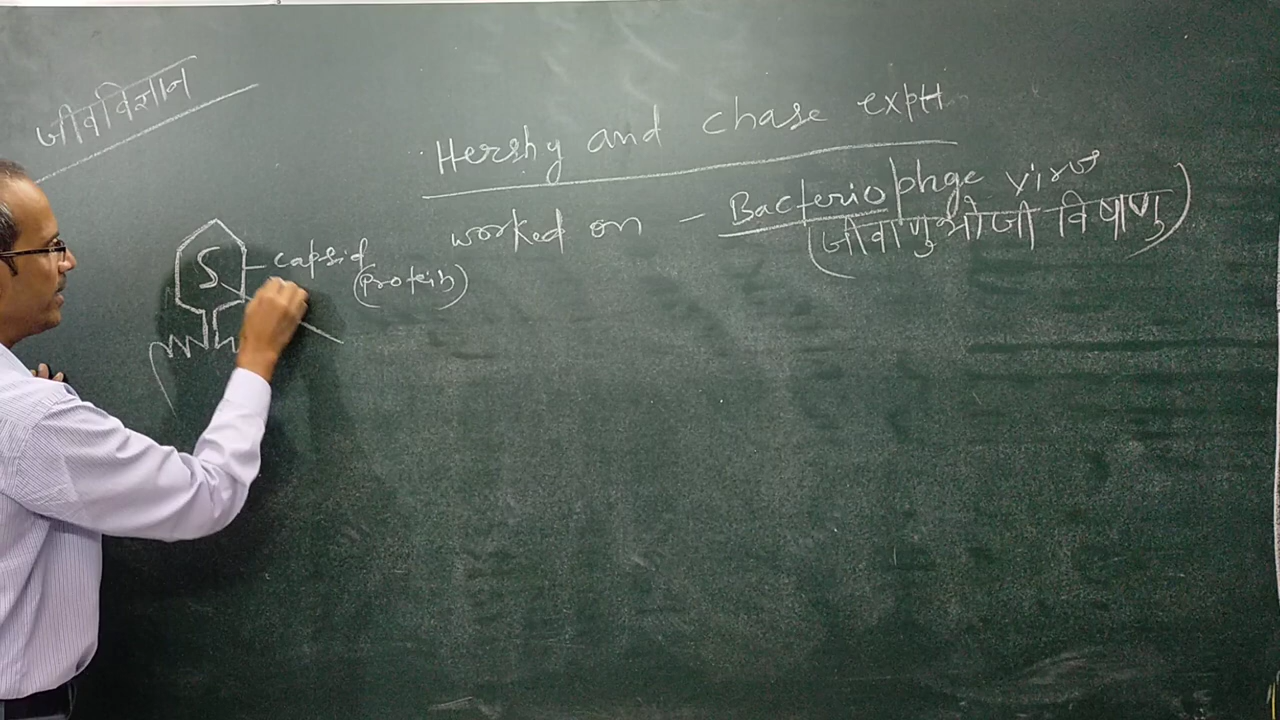 जीवविज्ञान
Hershy and chase expt
worked on - Bacteriophge virus
(जीवाणुभोजी विषाणु)
capsid
(protein)